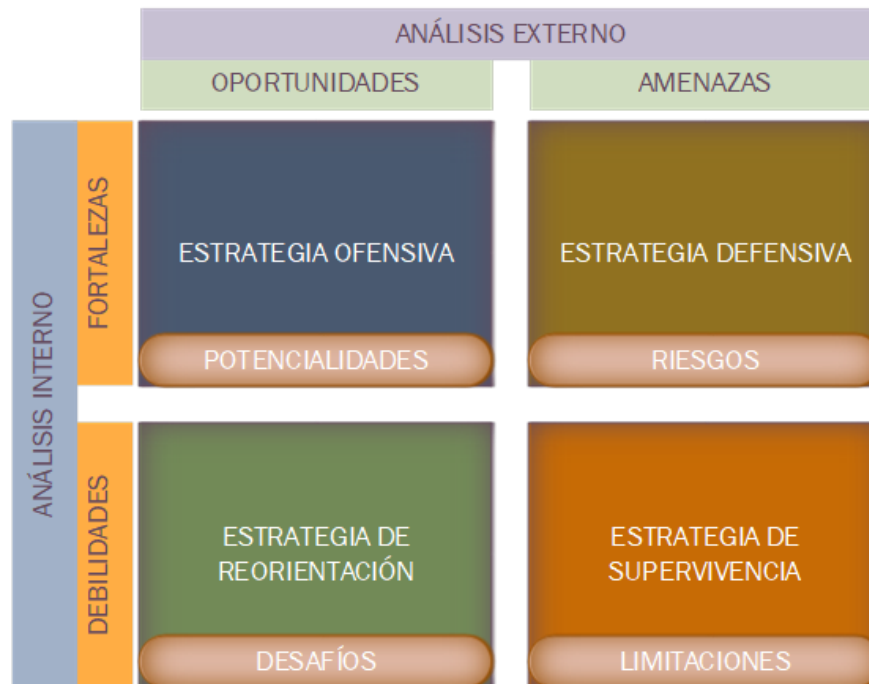 ANÁLISIS EXTERNO
OPORTUNIDADES
AMENAZAS
ANÁLISIS INTERNO
FORTALEZAS
ESTRATEGIA OFENSIVA
POTENCIALIDADES
ESTRATEGIA DEFENSIVA
RIESGOS
DEBILIDADES
ESTRATEGIA DE
REORIENTACIÓN
DESAFÍOS
ESTRATEGIA DE
SUPERVIVENCIA
LIMITACIONES